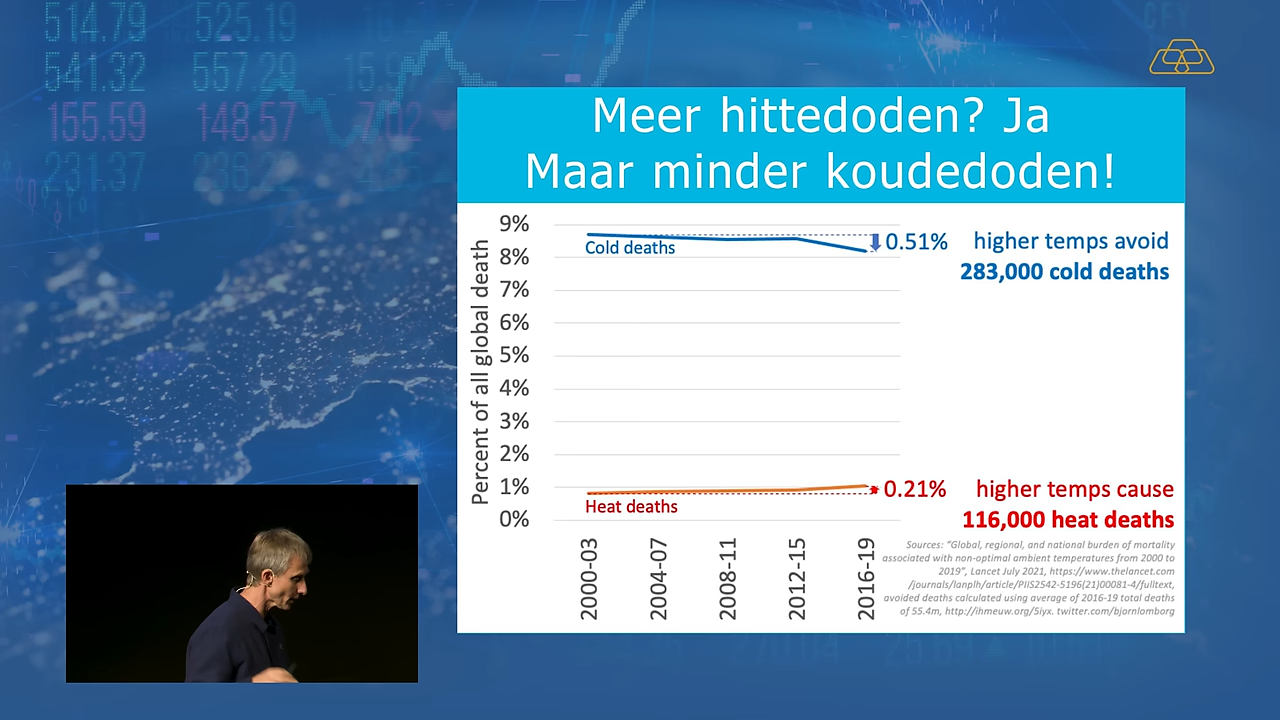 514.79 525.19
541.32 557.29 15.9
155.59 148.57 7.02
231.37
Meer hittedoden? Ja
Maar minder koudedoden!
Percent of all global death
9%
8%
7%
6%
5%
4%
3%
2%
1%
0%
Cold deaths
0.51%
higher temps avoid
283,000 cold deaths
Heat deaths
0.21%
higher temps cause
116,000 heat deaths
2000-03
2004-07
2008-11
2012-15
2016-19
Sources: “Global, regional, and national burden of mortality
associated with non-optimal ambient temperatures from 2000 to
2019”, Lancet July 2021, https://www.thelancet.com
/journals/lanplh/article/PIIS2542-5196(21)00081-4/fulltext,
avoided deaths calculated using average of 2016-19 total deaths
of 55.4m, http://ihmeuw.org/5iyx. twitter.com/bjornlomborg